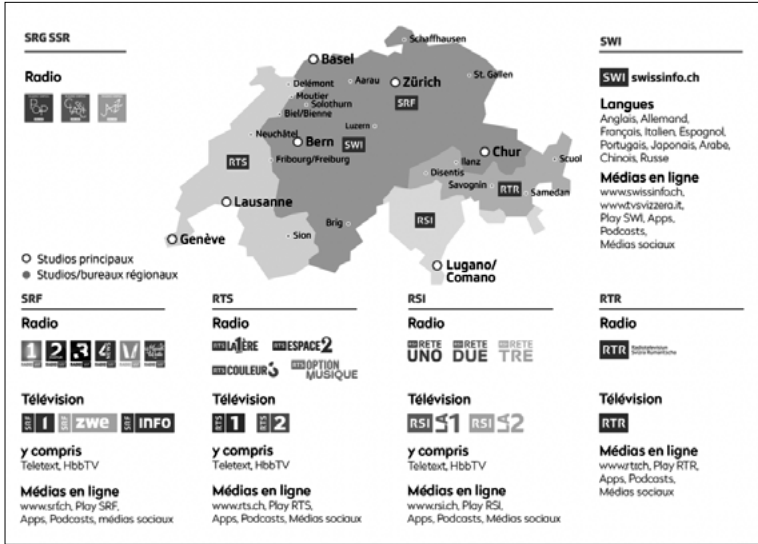 SRG SSR
Radio
SWI
SWI swissinfo.ch
Langues
Anglais, Allemand,
Français, Italien, Espagnol,
Portugais, Japonais, Arabe,
Chinois, Russe
Médias en ligne
www.swissinfo.ch,
www.tvsvizzera.it,
Play SWI, Apps,
Podcasts,
Médias sociaux
Schaffhausen
Basel
Zürich
St. Gallen
Delémont
Aarau
Moutier
Solothurn
SRF
Biel/Bienne
Luzern
Neuchâtel
Bern
SWI
Chur
RTS
Fribourg/Freiburg
Ilanz
Scuol
Disentis
Savognin
RTR
Samedan
Lausanne
RSI
Brig
Sion
Genève
Lugano/
Comano
Studios principaux
Studios/bureaux régionaux
SRF
Radio
1 2 3 4
Télévision
SRF 1 SRF zwei SRF INFO
y compris
Teletext, HbbTV
Médias en ligne
www.srf.ch, Play SRF,
Apps, Podcasts, médias sociaux
RTS
Radio
RTS LA 1ÈRE RTS ESPACE 2
RTS COULEUR 3 RTS OPTION
MUSIQUE
Télévision
RTS 1 RTS 2
y compris
Teletext, HbbTV
Médias en ligne
www.rts.ch, Play RTS,
Apps, Podcasts, Médias sociaux
RSI
Radio
RETE UNO RETE DUE RETE TRE
Télévision
RSI LA 1 RSI LA 2
y compris
Teletext, HbbTV
Médias en ligne
www.rsi.ch, Play RSI,
Apps, Podcasts, Médias sociaux
RTR
Radio
RTR Radiotelevisiun
Svizra Rumantscha
Télévision
RTR
Médias en ligne
www.rtr.ch, Play RTR,
Apps, Podcasts,
Médias sociaux